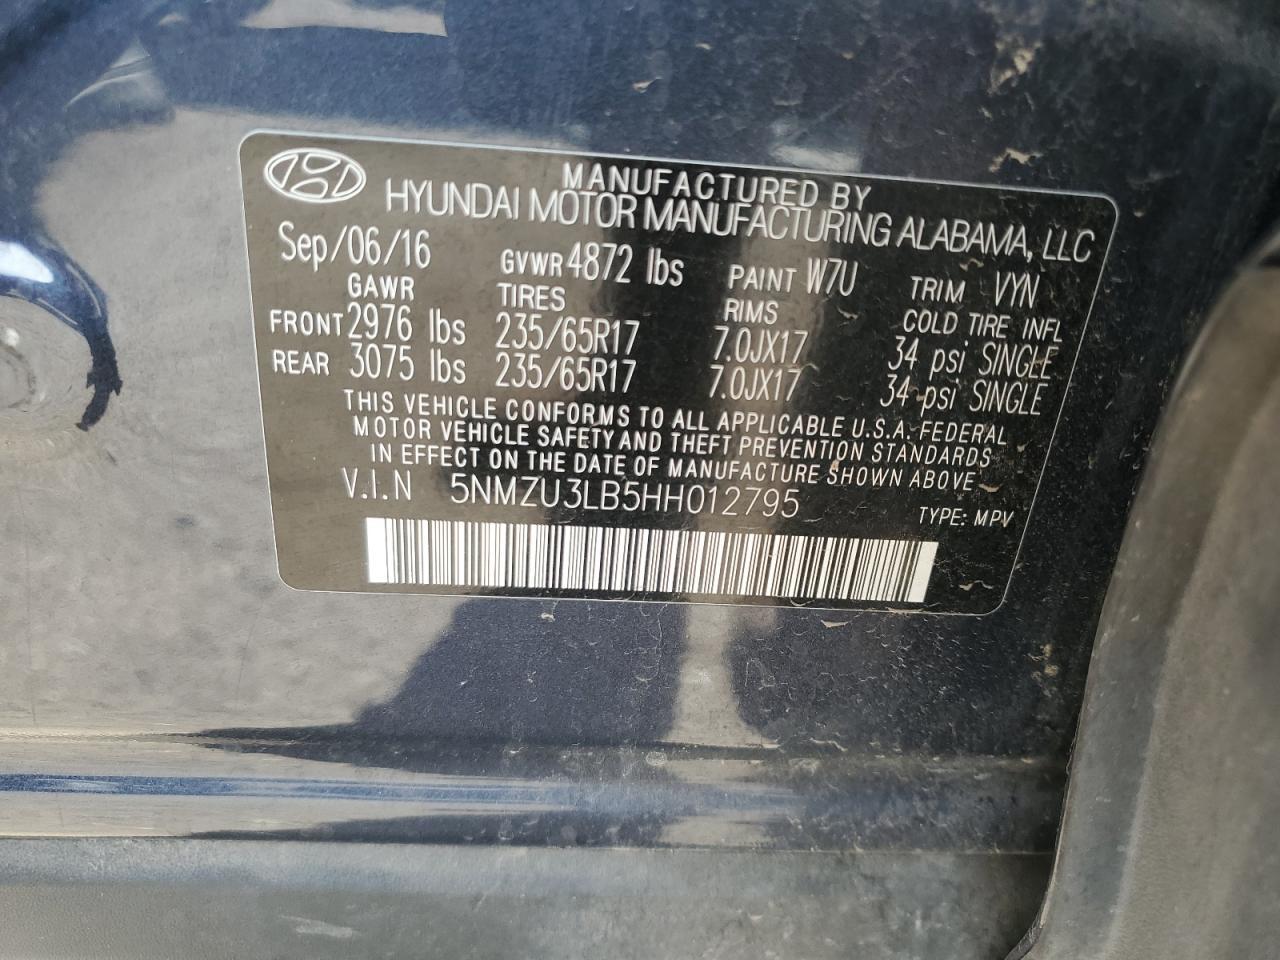 MANUFACTURED BY
HYUNDAI MOTOR MANUFACTURING ALABAMA, LLC
Sep/06/16 GVWR 4872 lbs PAINT W7U TRIM VYN
GAWR TIRES RIMS COLD TIRE INFL
FRONT 2976 lbs 235/65R17 7.0JX17 34 psi SINGLE
REAR 3075 lbs 235/65R17 7.0JX17 34 psi SINGLE
THIS VEHICLE CONFORMS TO ALL APPLICABLE U.S.A. FEDERAL
MOTOR VEHICLE SAFETY AND THEFT PREVENTION STANDARDS
IN EFFECT ON THE DATE OF MANUFACTURE SHOWN ABOVE
V.I.N 5NMZU3LB5HH012795 TYPE: MPV